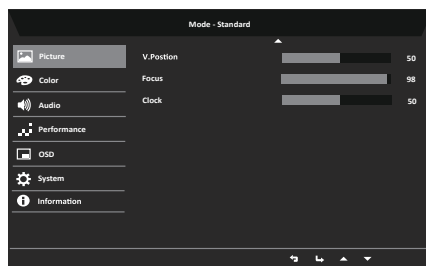 Mode - Standard
Picture
V.Postion
50
Color
Focus
98
Audio
Clock
50
Performance
OSD
System
Information